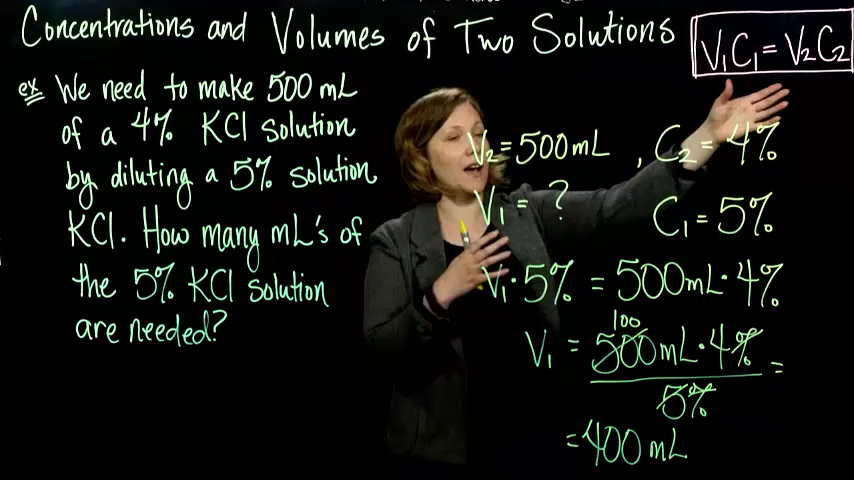 Concentrations and Volumes of Two Solutions
V₁C₁ = V₂C₂
ex We need to make 500 mL
of a 4% KCl solution
by diluting a 5% solution
KCl. How many mL's of
the 5% KCl solution
are needed?
V₂ = 500 mL , C₂ = 4%
V₁ = ? C₁ = 5%
V₁ · 5% = 500 mL · 4%
100
V₁ = 500 mL · 4% =
5%
= 400 mL